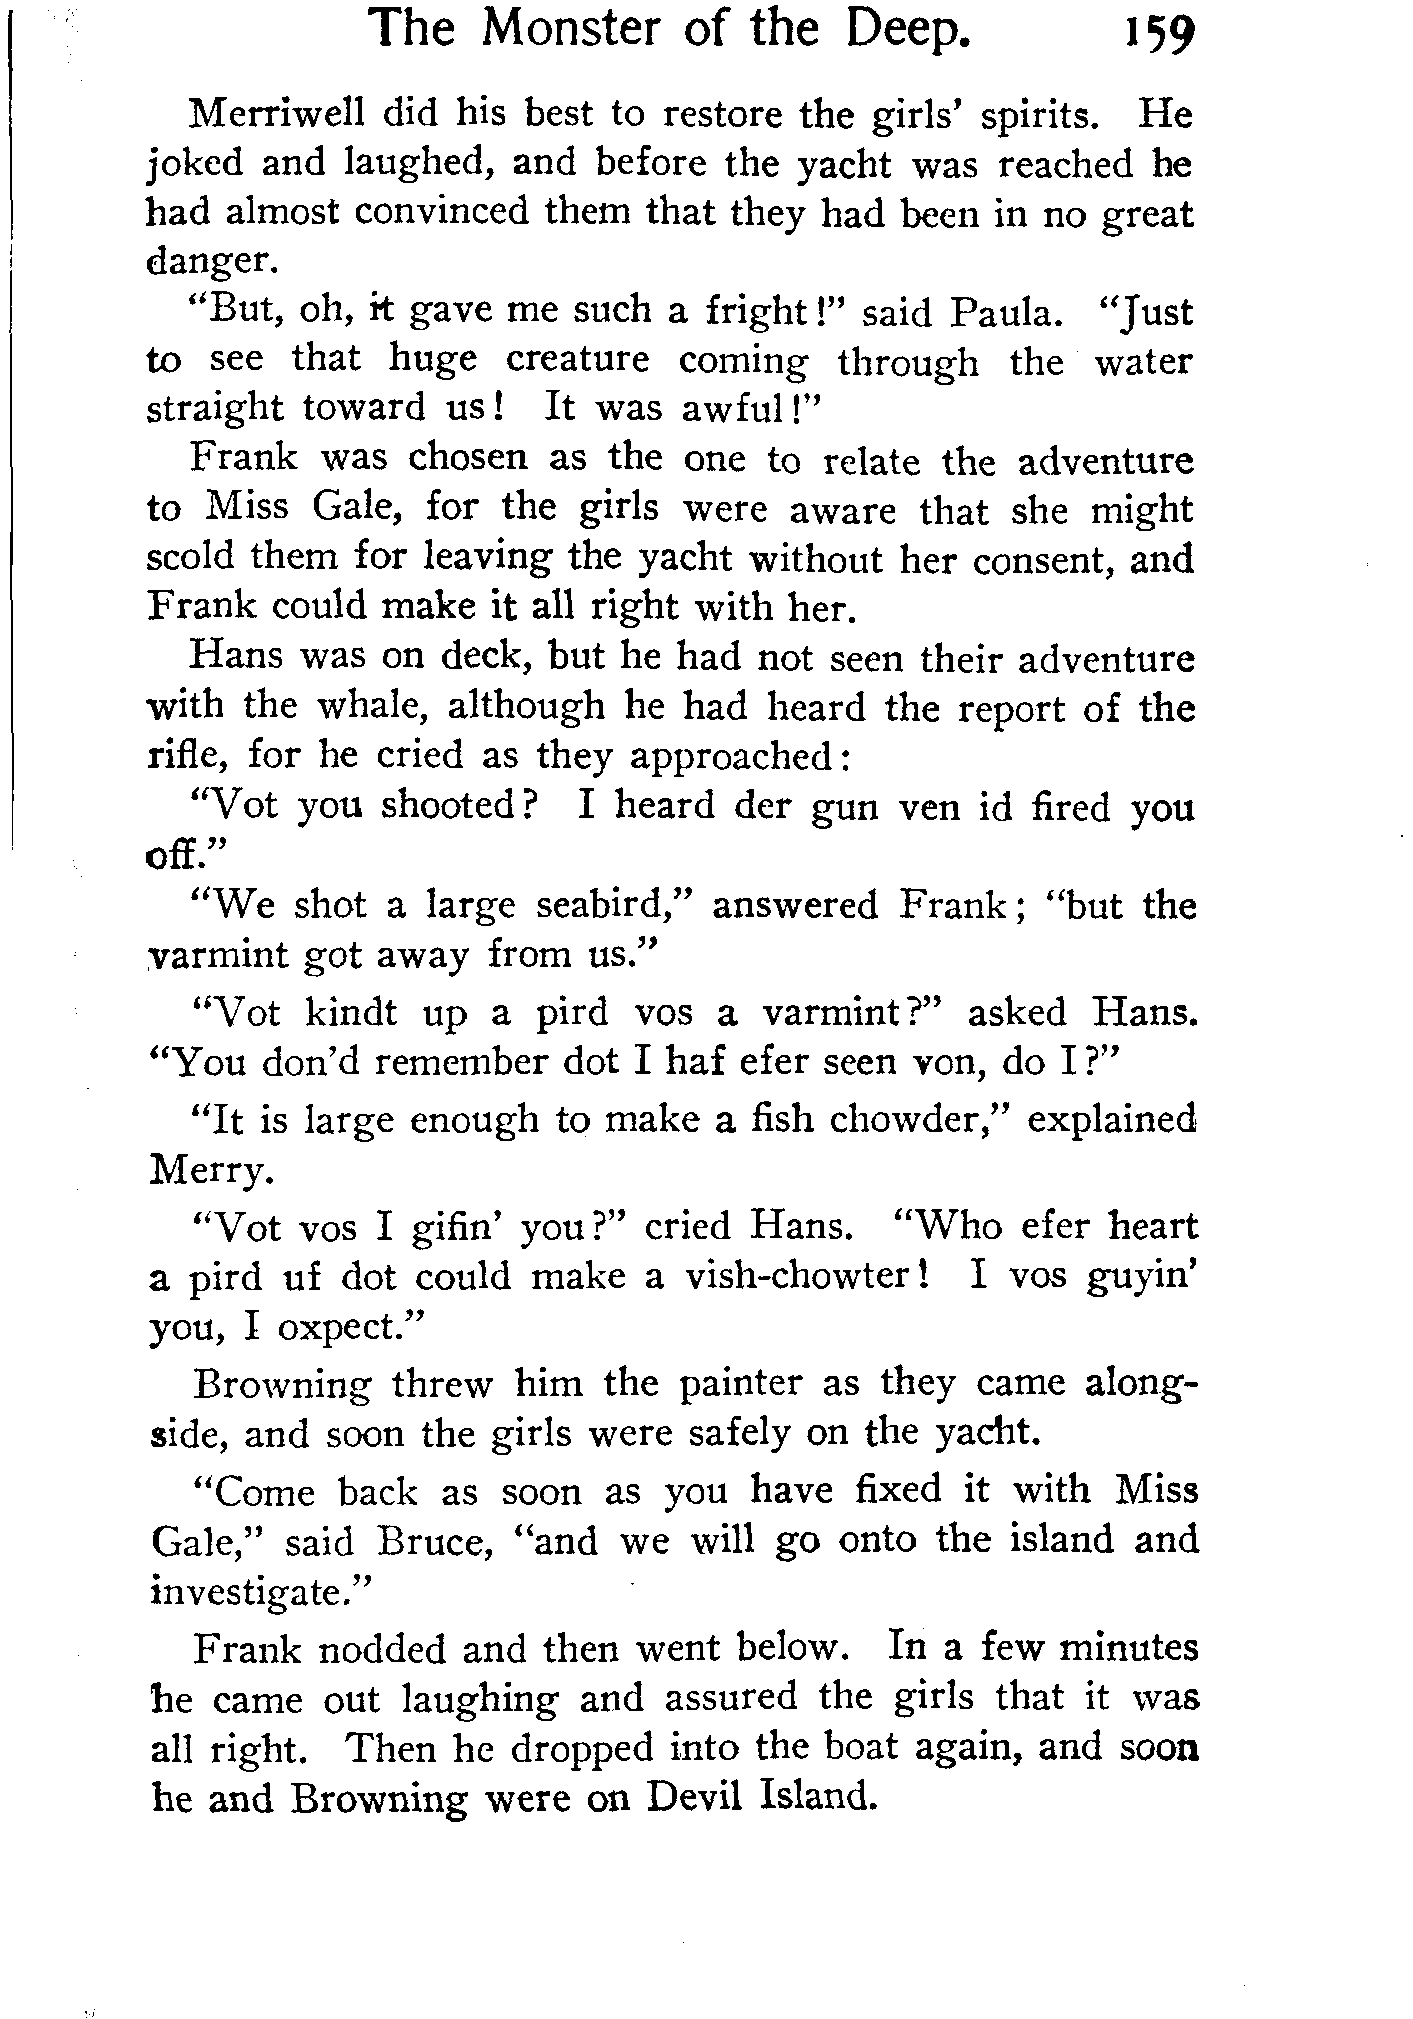 The Monster of the Deep. 159
Merriwell did his best to restore the girls' spirits. He
joked and laughed, and before the yacht was reached he
had almost convinced them that they had been in no great
danger.
"But, oh, it gave me such a fright!" said Paula. "Just
to see that huge creature coming through the water
straight toward us! It was awful!"
Frank was chosen as the one to relate the adventure
to Miss Gale, for the girls were aware that she might
scold them for leaving the yacht without her consent, and
Frank could make it all right with her.
Hans was on deck, but he had not seen their adventure
with the whale, although he had heard the report of the
rifle, for he cried as they approached:
"Vot you shooted? I heard der gun ven id fired you
off."
"We shot a large seabird," answered Frank; "but the
varmint got away from us."
"Vot kindt up a pird vos a varmint?" asked Hans.
"You don'd remember dot I haf efer seen von, do I?"
"It is large enough to make a fish chowder," explained
Merry.
"Vot vos I gifin' you?" cried Hans. "Who efer heart
a pird uf dot could make a vish-chowter! I vos guyin'
you, I oxpect."
Browning threw him the painter as they came along-
side, and soon the girls were safely on the yacht.
"Come back as soon as you have fixed it with Miss
Gale," said Bruce, "and we will go onto the island and
investigate."
Frank nodded and then went below. In a few minutes
he came out laughing and assured the girls that it was
all right. Then he dropped into the boat again, and soon
he and Browning were on Devil Island.